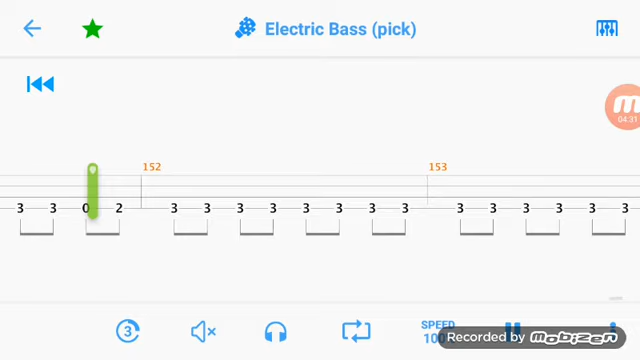 Electric Bass (pick)
04:31
152 153
3 3 0 2 3 3 3 3 3 3 3 3 3 3 3 3 3 3
3 SPEED
100
Recorded by MOBIZEN